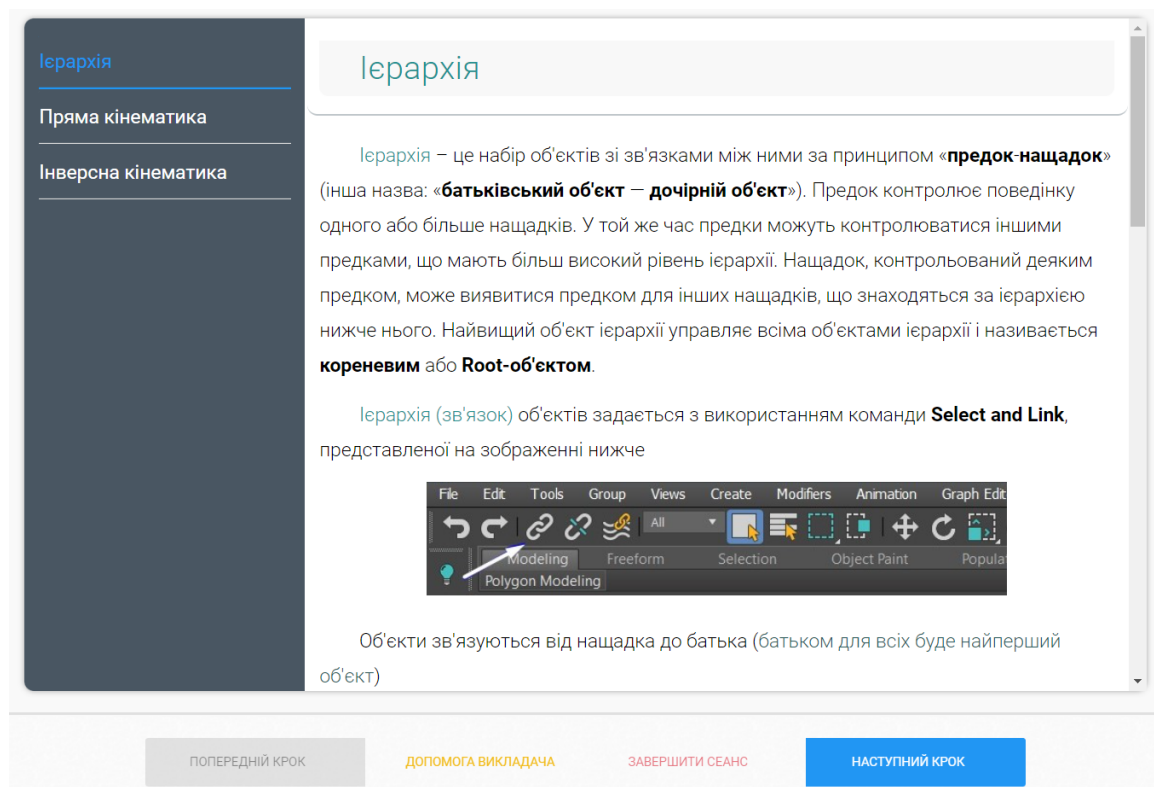 Ієрархія
Пряма кінематика
Інверсна кінематика
Ієрархія
Ієрархія – це набір об'єктів зі зв'язками між ними за принципом «предок-нащадок»
(інша назва: «батьківський об'єкт — дочірній об'єкт»). Предок контролює поведінку
одного або більше нащадків. У той же час предки можуть контролюватися іншими
предками, що мають більш високий рівень ієрархії. Нащадок, контрольований деяким
предком, може виявитися предком для інших нащадків, що знаходяться за ієрархією
нижче нього. Найвищий об'єкт ієрархії управляє всіма об'єктами ієрархії і називається
кореневим або Root-об'єктом.
Ієрархія (зв'язок) об'єктів задається з використанням команди Select and Link,
представленої на зображенні нижче
File Edit Tools Group Views Create Modifiers Animation Graph Edit
All
Modeling Freeform Selection Object Paint Populat
Polygon Modeling
Об'єкти зв'язуються від нащадка до батька (батьком для всіх буде найперший
об'єкт)
ПОПЕРЕДНІЙ КРОК ДОПОМОГА ВИКЛАДАЧА ЗАВЕРШИТИ СЕАНС НАСТУПНИЙ КРОК